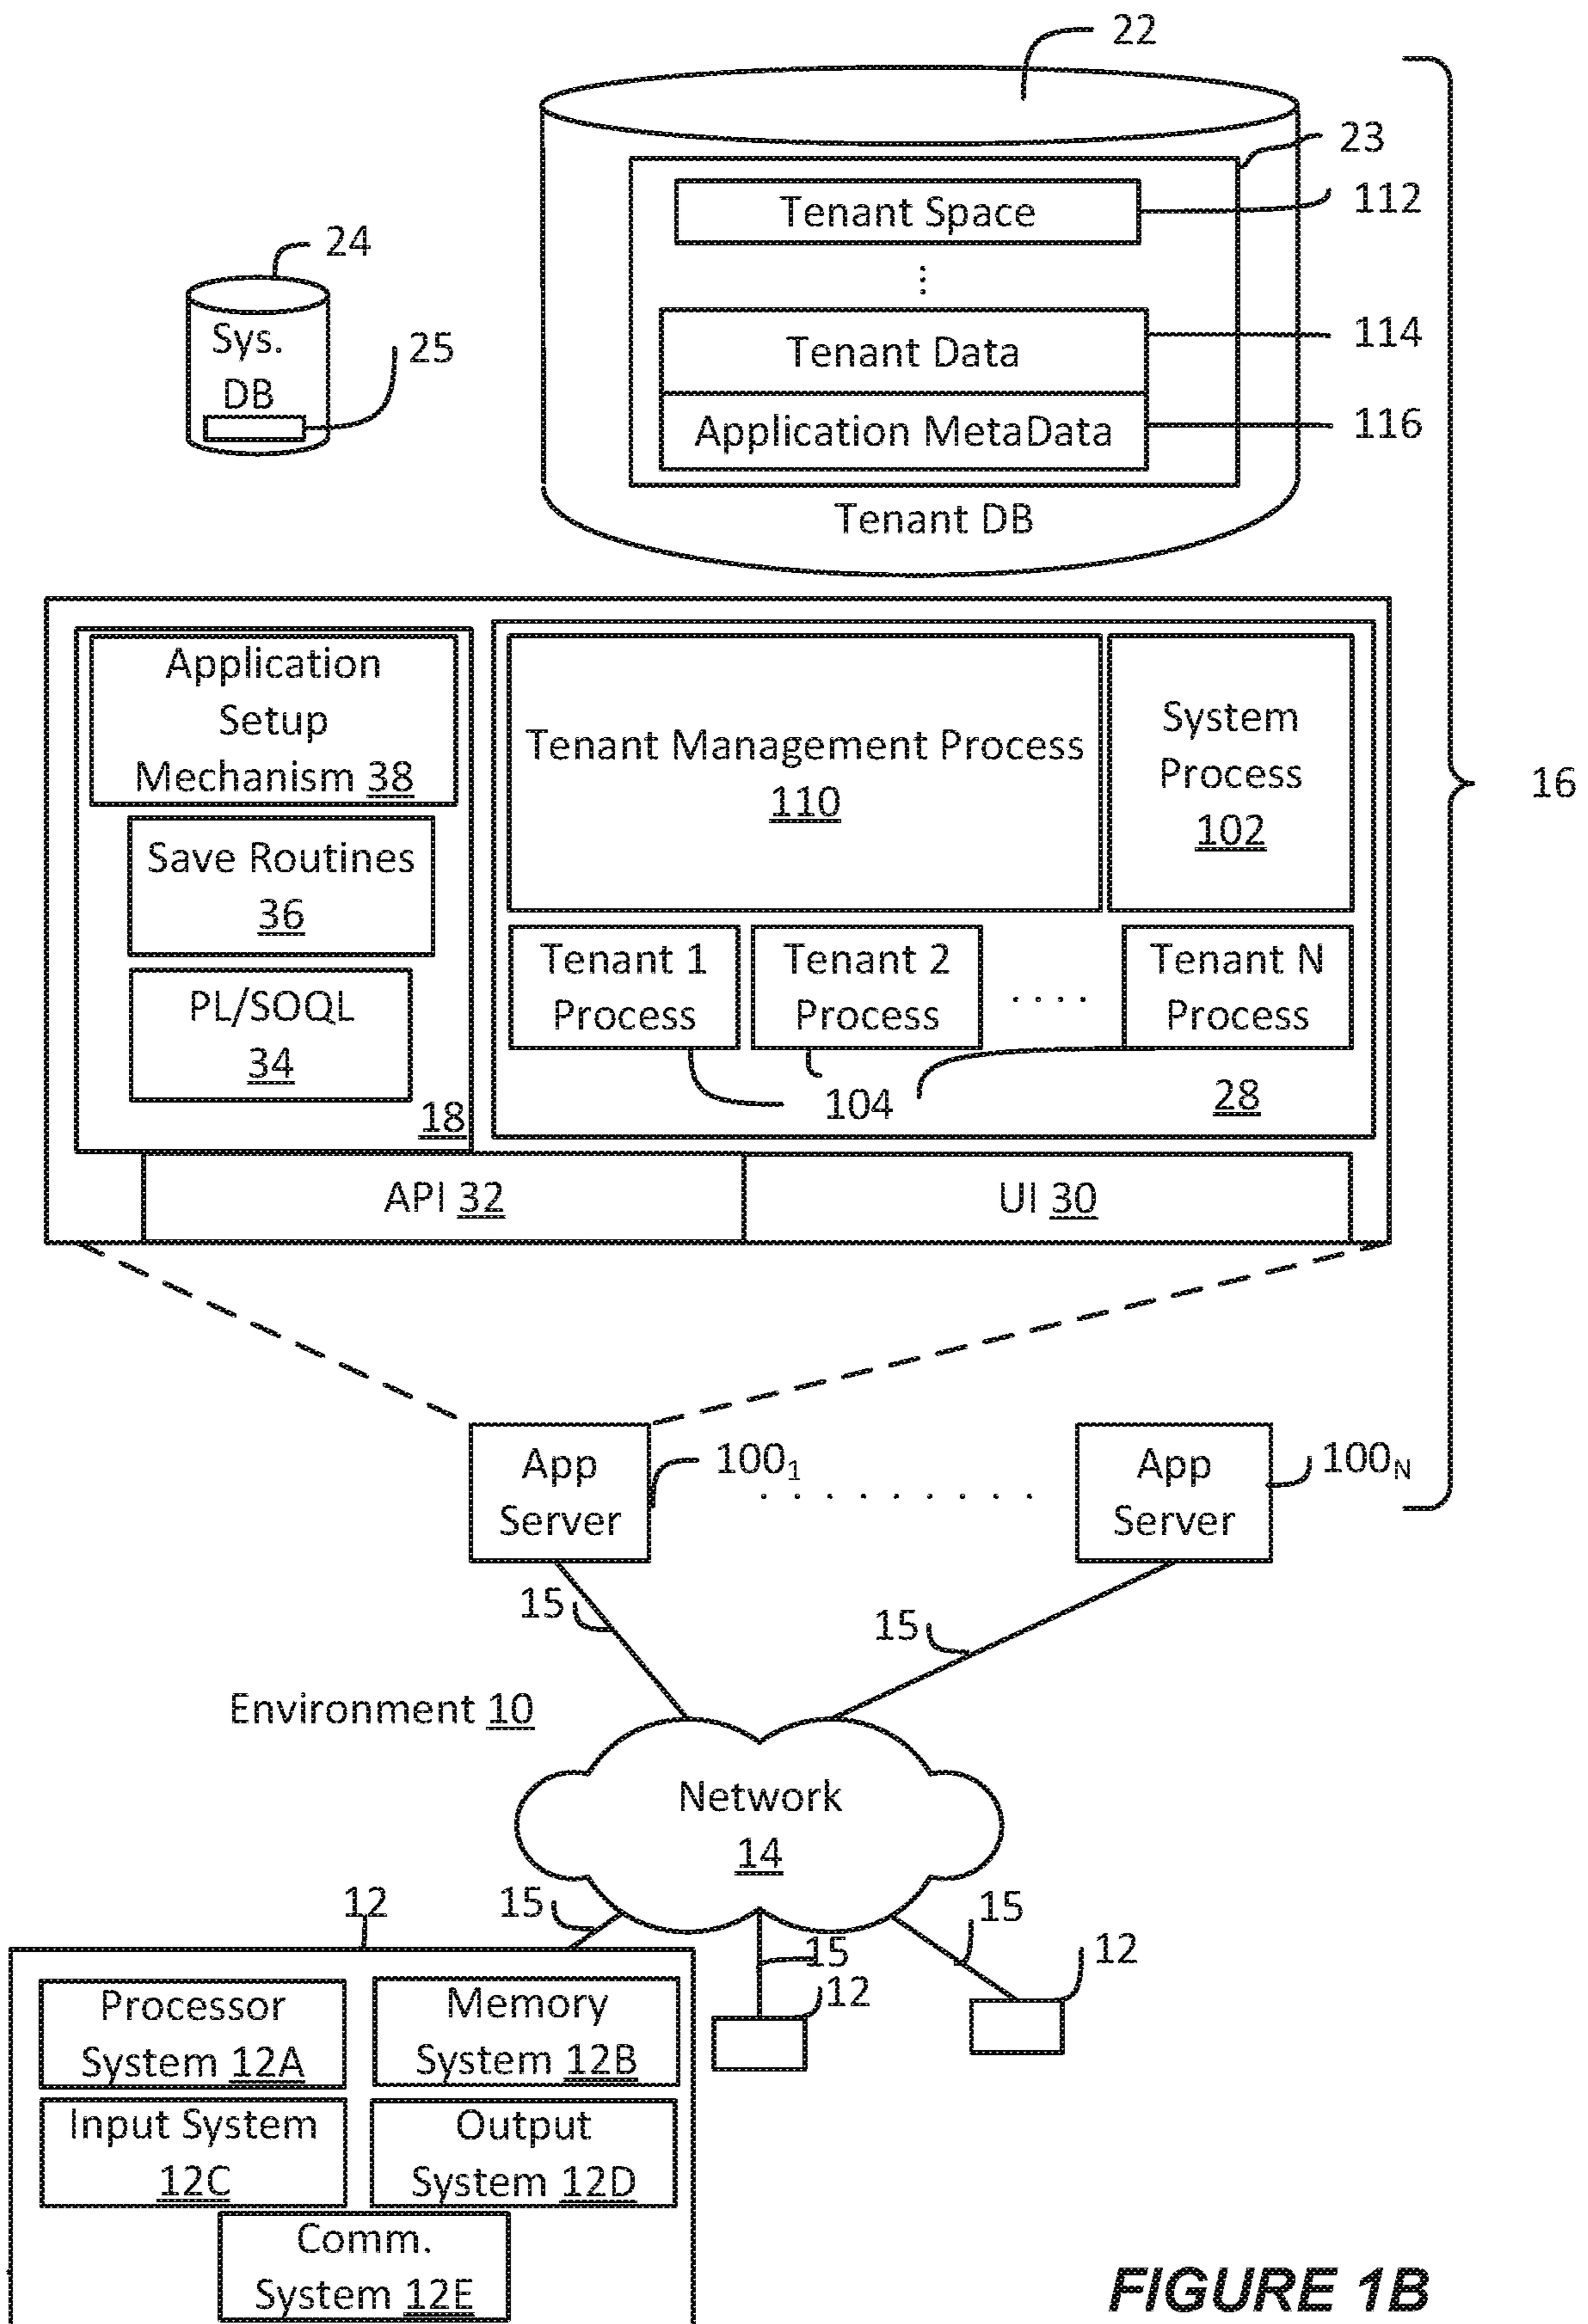 22
23
Tenant Space
112
24
Sys.
DB
25
Tenant Data
114
Application MetaData
116
Tenant DB
16
Application
Setup
Mechanism 38
Save Routines
36
PL/SOQL
34
18
Tenant Management Process
110
System
Process
102
Tenant 1
Process
Tenant 2
Process
Tenant N
Process
104
28
API 32
UI 30
App
Server
100₁
App
Server
100N
15
15
Environment 10
Network
14
12
15
15
15
12
12
Processor
System 12A
Memory
System 12B
Input System
12C
Output
System 12D
Comm.
System 12E
FIGURE 1B